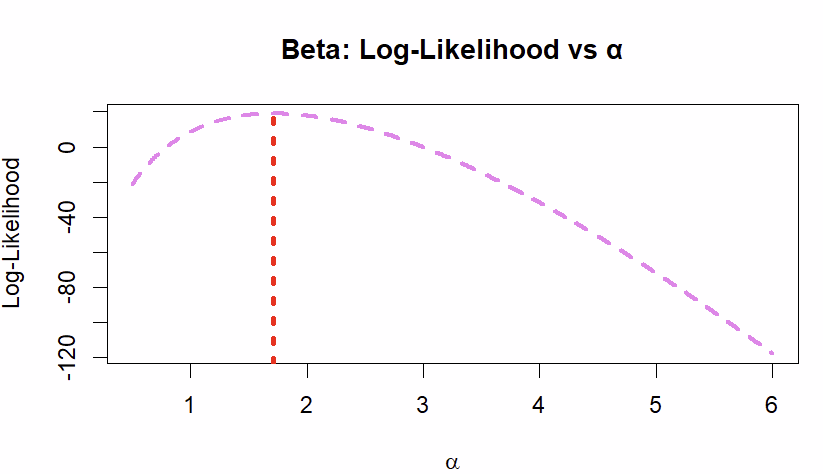 Beta: Log-Likelihood vs α
Log-Likelihood
0
-40
-80
-120
1 2 3 4 5 6
α